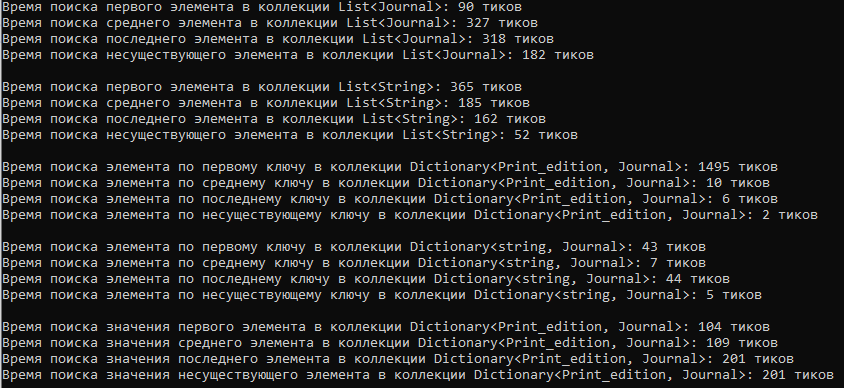 Время поиска первого элемента в коллекции List<Journal>: 90 тиков
Время поиска среднего элемента в коллекции List<Journal>: 327 тиков
Время поиска последнего элемента в коллекции List<Journal>: 318 тиков
Время поиска несуществующего элемента в коллекции List<Journal>: 182 тиков
Время поиска первого элемента в коллекции List<String>: 365 тиков
Время поиска среднего элемента в коллекции List<String>: 185 тиков
Время поиска последнего элемента в коллекции List<String>: 162 тиков
Время поиска несуществующего элемента в коллекции List<String>: 52 тиков
Время поиска элемента по первому ключу в коллекции Dictionary<Print_edition, Journal>: 1495 тиков
Время поиска элемента по среднему ключу в коллекции Dictionary<Print_edition, Journal>: 10 тиков
Время поиска элемента по последнему ключу в коллекции Dictionary<Print_edition, Journal>: 6 тиков
Время поиска элемента по несуществующему ключу в коллекции Dictionary<Print_edition, Journal>: 2 тиков
Время поиска элемента по первому ключу в коллекции Dictionary<string, Journal>: 43 тиков
Время поиска элемента по среднему ключу в коллекции Dictionary<string, Journal>: 7 тиков
Время поиска элемента по последнему ключу в коллекции Dictionary<string, Journal>: 44 тиков
Время поиска элемента по несуществующему ключу в коллекции Dictionary<string, Journal>: 5 тиков
Время поиска значения первого элемента в коллекции Dictionary<Print_edition, Journal>: 104 тиков
Время поиска значения среднего элемента в коллекции Dictionary<Print_edition, Journal>: 109 тиков
Время поиска значения последнего элемента в коллекции Dictionary<Print_edition, Journal>: 201 тиков
Время поиска значения несуществующего элемента в коллекции Dictionary<Print_edition, Journal>: 201 тиков